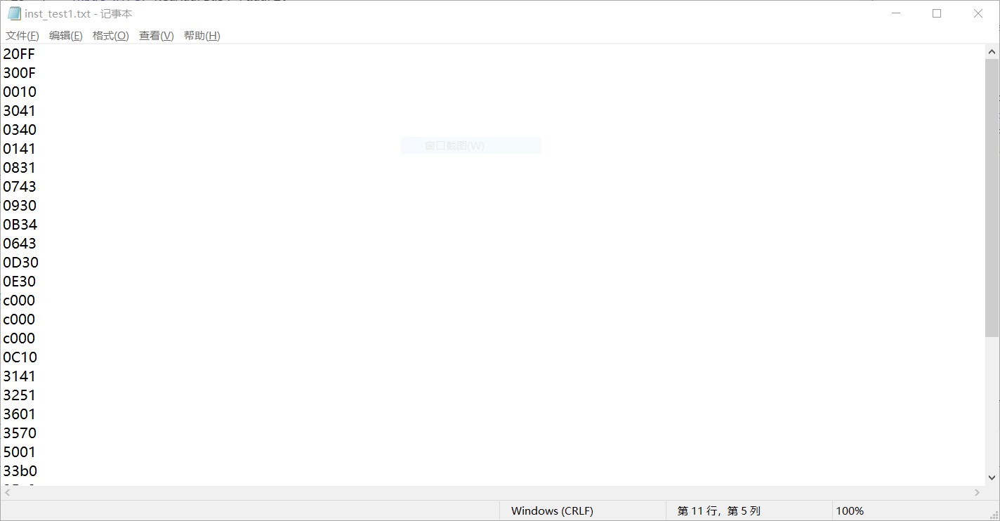 inst_test1.txt - 记事本
文件(F) 编辑(E) 格式(O) 查看(V) 帮助(H)
20FF
300F
0010
3041
0340
0141
0831
0743
0930
0B34
0643
0D30
0E30
c000
c000
c000
0C10
3141
3251
3601
3570
5001
33b0
窗口截图(W)
Windows (CRLF) 第 11 行，第 5 列 100%